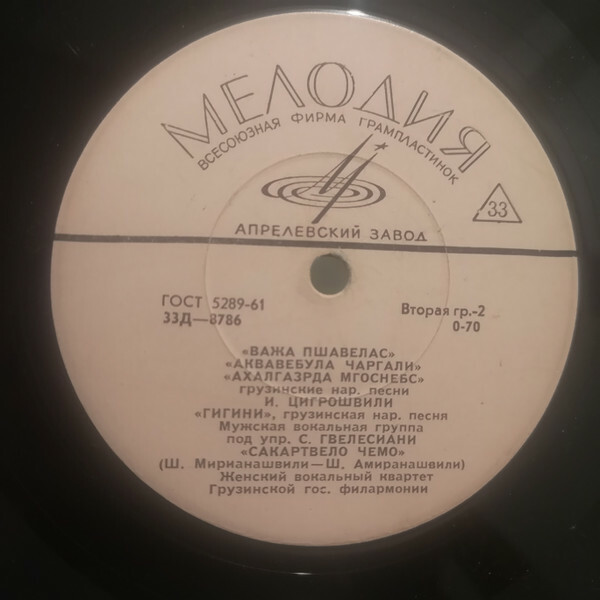 МЕЛОДИЯ
ВСЕСОЮЗНАЯ ФИРМА ГРАМПЛАСТИНОК
33
АПРЕЛЕВСКИЙ ЗАВОД
ГОСТ 5289-61
33Д—8786
Вторая гр.-2
0-70
«ВАЖА ПШАВЕЛАС»
«АКВАВЕБУЛА ЧАРГАЛИ»
«АХАЛГАЗРДА МГОСНЕБС»
грузинские нар. песни
И. ЦИГРОШВИЛИ
«ГИГИНИ», грузинская нар. песня
Мужская вокальная группа
под упр. С. ГВЕЛЕСИАНИ
«САКАРТВЕЛО ЧЕМО»
(Ш. Мирианашвили—Ш. Амиранашвили)
Женский вокальный квартет
Грузинской гос. филармонии